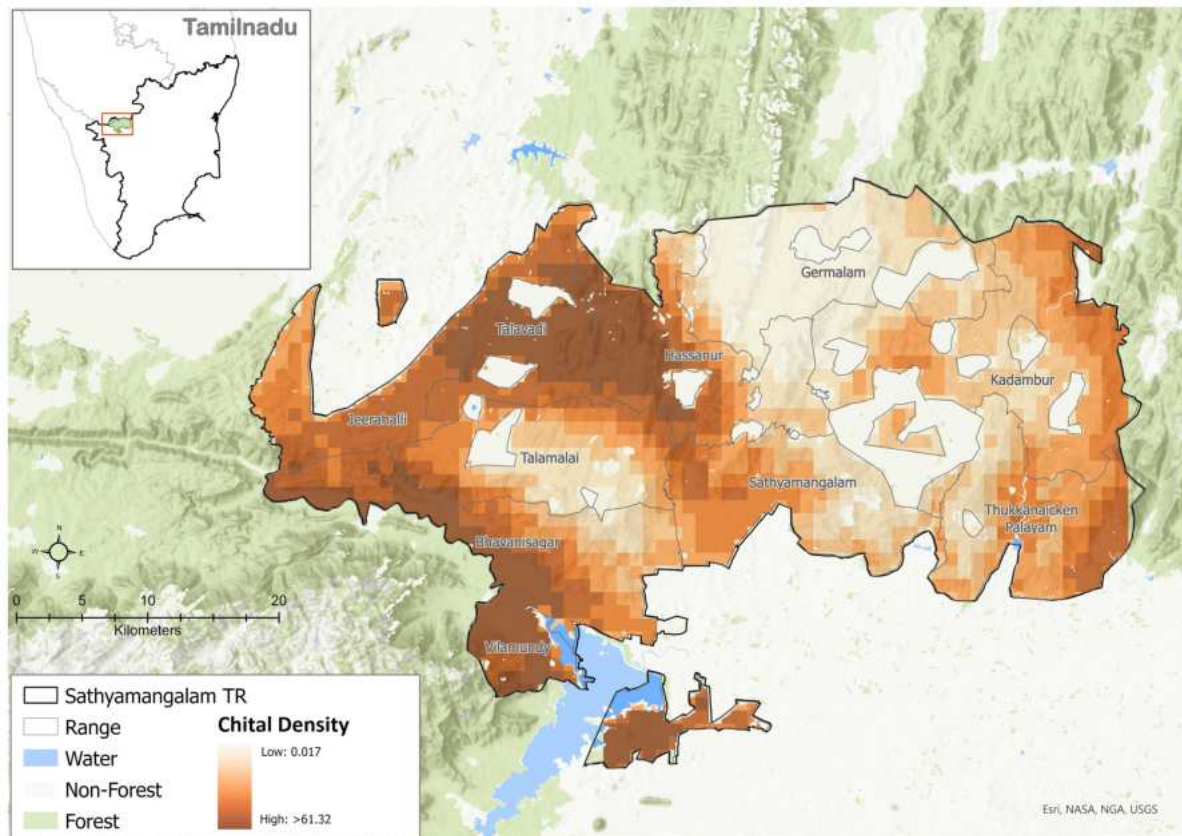 Tamilnadu
Germalam
Talavadi
Hassanur
Kadambur
Jeerahalli
Talamalai
Sathyamangalam
Thukkanaicken
Palayam
Bhavanisagar
Vilamundy
N
W
E
S
0 5 10 20
Kilometers
Sathyamangalam TR
Range
Water
Non-Forest
Forest
Chital Density
Low: 0.017
High: >61.32
Esri, NASA, NGA, USGS